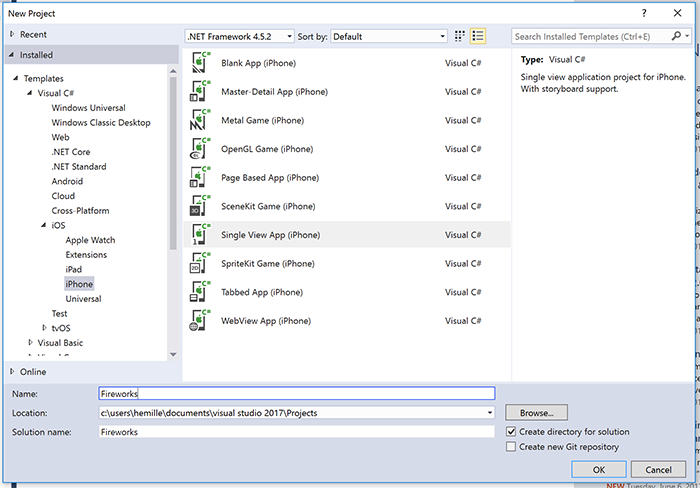 New Project
? ×
Recent
.NET Framework 4.5.2 Sort by: Default
Search Installed Templates (Ctrl+E)
Installed
Templates
Visual C#
Windows Universal
Windows Classic Desktop
Web
.NET Core
.NET Standard
Android
Cloud
Cross-Platform
iOS
Apple Watch
Extensions
iPad
iPhone
Universal
Test
tvOS
Visual Basic
Online
Blank App (iPhone) Visual C#
Master-Detail App (iPhone) Visual C#
Metal Game (iPhone) Visual C#
OpenGL Game (iPhone) Visual C#
Page Based App (iPhone) Visual C#
SceneKit Game (iPhone) Visual C#
Single View App (iPhone) Visual C#
SpriteKit Game (iPhone) Visual C#
Tabbed App (iPhone) Visual C#
WebView App (iPhone) Visual C#
Type: Visual C#
Single view application project for iPhone.
With storyboard support.
Name: Fireworks
Location: c:\users\hemille\documents\visual studio 2017\Projects Browse...
Solution name: Fireworks
Create directory for solution
Create new Git repository
OK Cancel
NEW Tuesday, June 6, 201